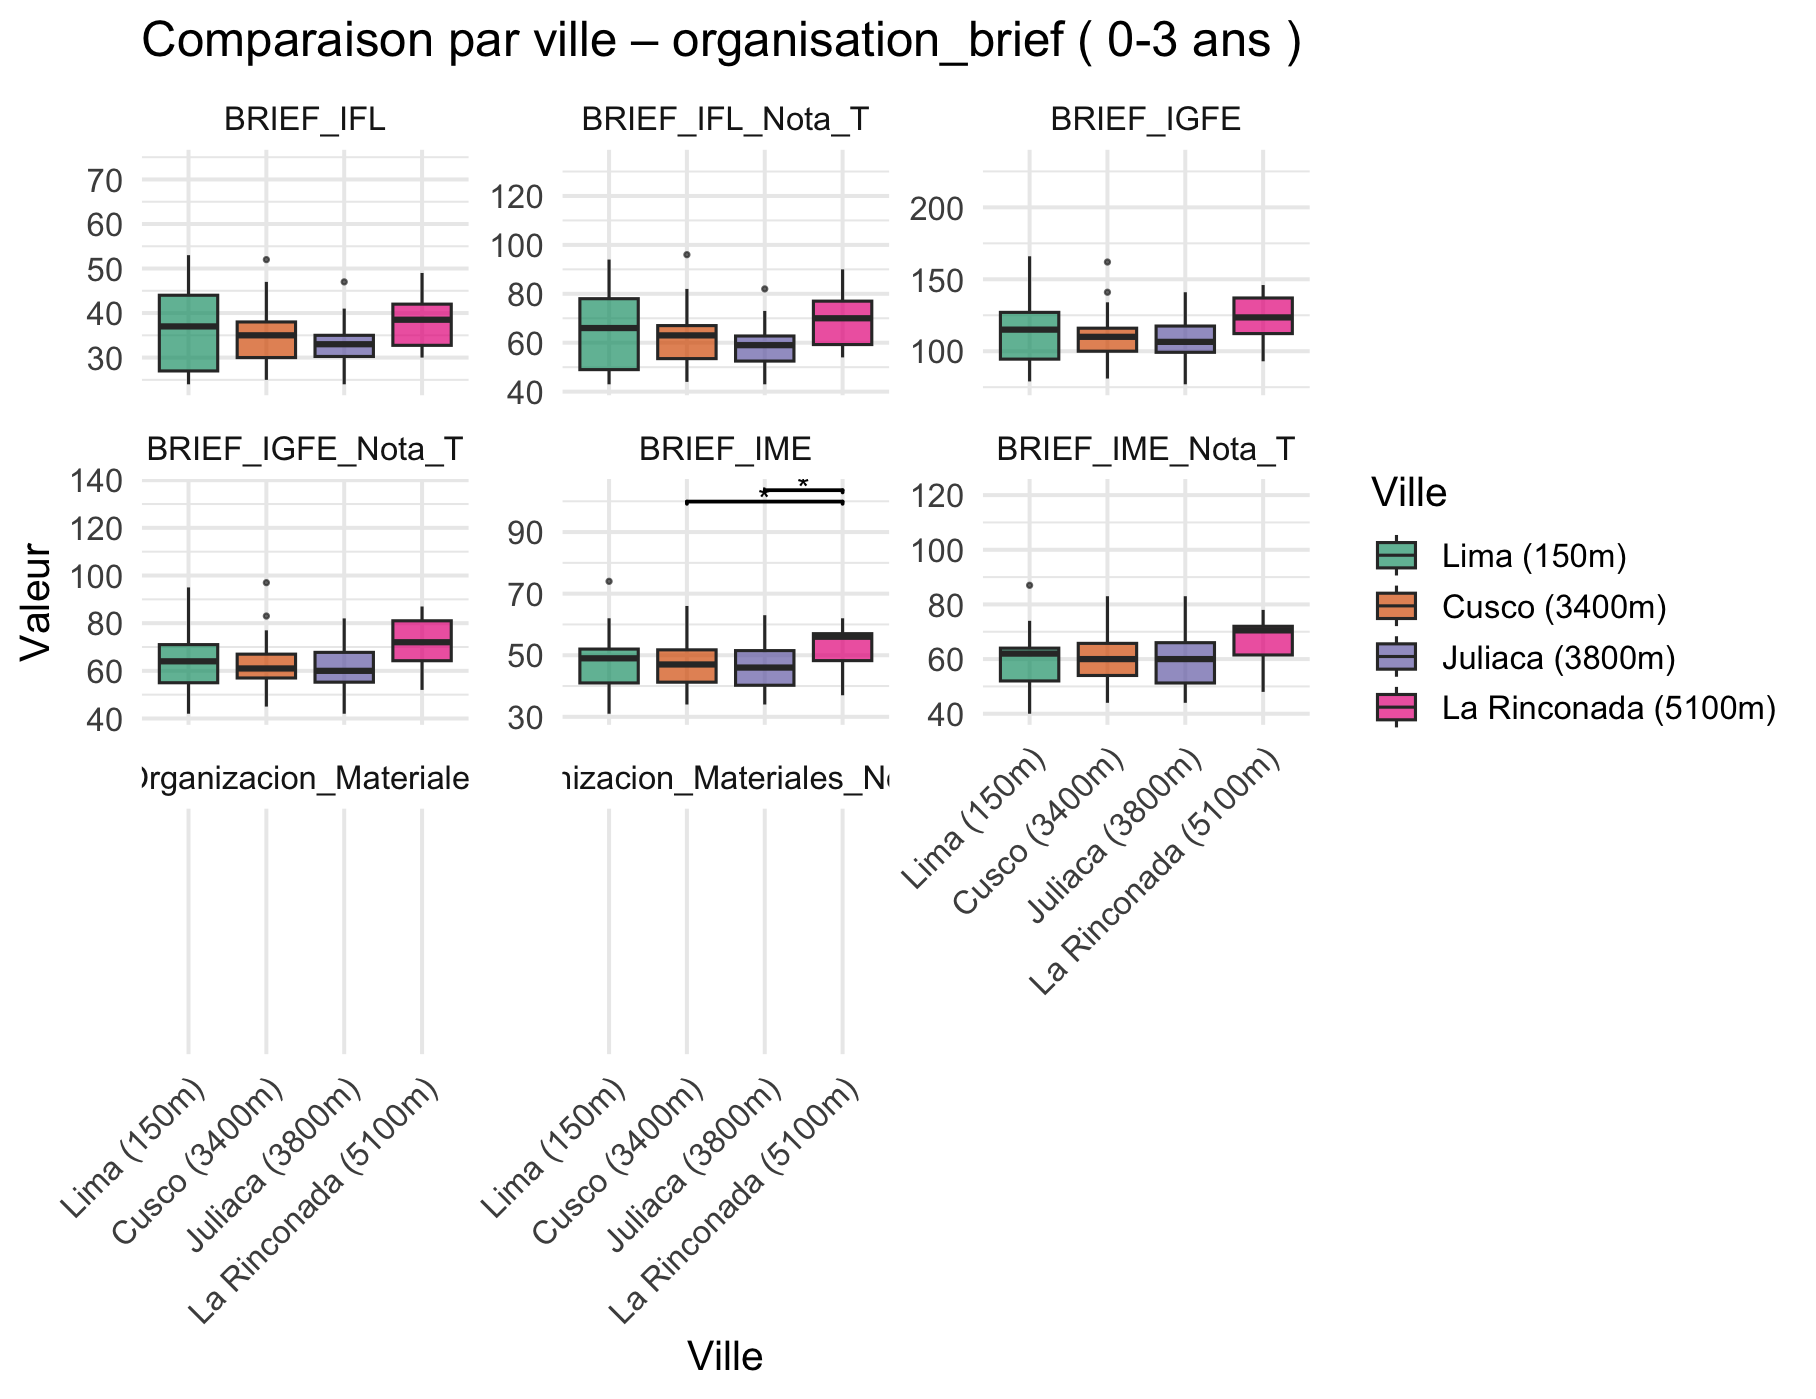 Comparaison par ville – organisation_brief ( 0-3 ans )
BRIEF_IFL
BRIEF_IFL_Nota_T
BRIEF_IGFE
70
60
50
40
30
120
100
80
60
40
200
150
100
BRIEF_IGFE_Nota_T
BRIEF_IME
BRIEF_IME_Nota_T
140
120
100
80
60
40
90
70
50
30
* *
120
100
80
60
40
Valeur
Organizacion_Materiale
nizacion_Materiales_No
Lima (150m)
Cusco (3400m)
Juliaca (3800m)
La Rinconada (5100m)
Lima (150m)
Cusco (3400m)
Juliaca (3800m)
La Rinconada (5100m)
Lima (150m)
Cusco (3400m)
Juliaca (3800m)
La Rinconada (5100m)
Ville
Ville
Lima (150m)
Cusco (3400m)
Juliaca (3800m)
La Rinconada (5100m)